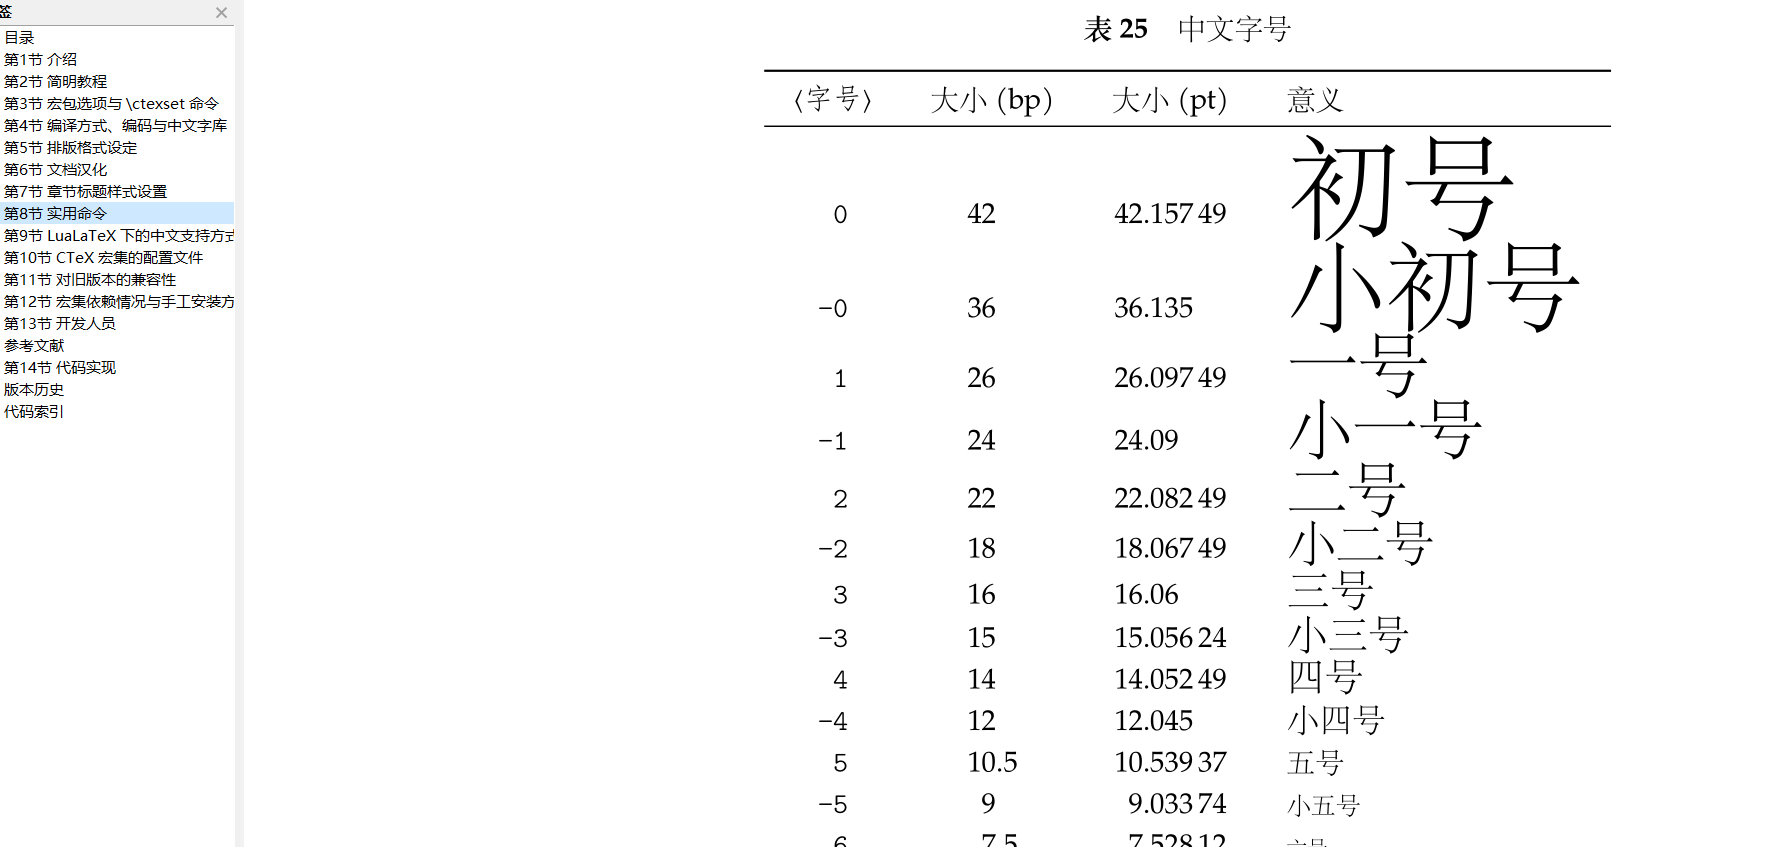 签
目录
第1节 介绍
第2节 简明教程
第3节 宏包选项与 \ctexset 命令
第4节 编译方式、编码与中文字库
第5节 排版格式设定
第6节 文档汉化
第7节 章节标题样式设置
第8节 实用命令
第9节 LuaLaTeX 下的中文支持方式
第10节 CTeX 宏集的配置文件
第11节 对旧版本的兼容性
第12节 宏集依赖情况与手工安装方
第13节 开发人员
参考文献
第14节 代码实现
版本历史
代码索引
表 25 中文字号
〈字号〉 大小 (bp) 大小 (pt) 意义
0 42 42.157 49 初号
-0 36 36.135 小初号
1 26 26.097 49 一号
-1 24 24.09 小一号
2 22 22.082 49 二号
-2 18 18.067 49 小二号
3 16 16.06 三号
-3 15 15.056 24 小三号
4 14 14.052 49 四号
-4 12 12.045 小四号
5 10.5 10.539 37 五号
-5 9 9.033 74 小五号
6 7.5 7.528 12 六号